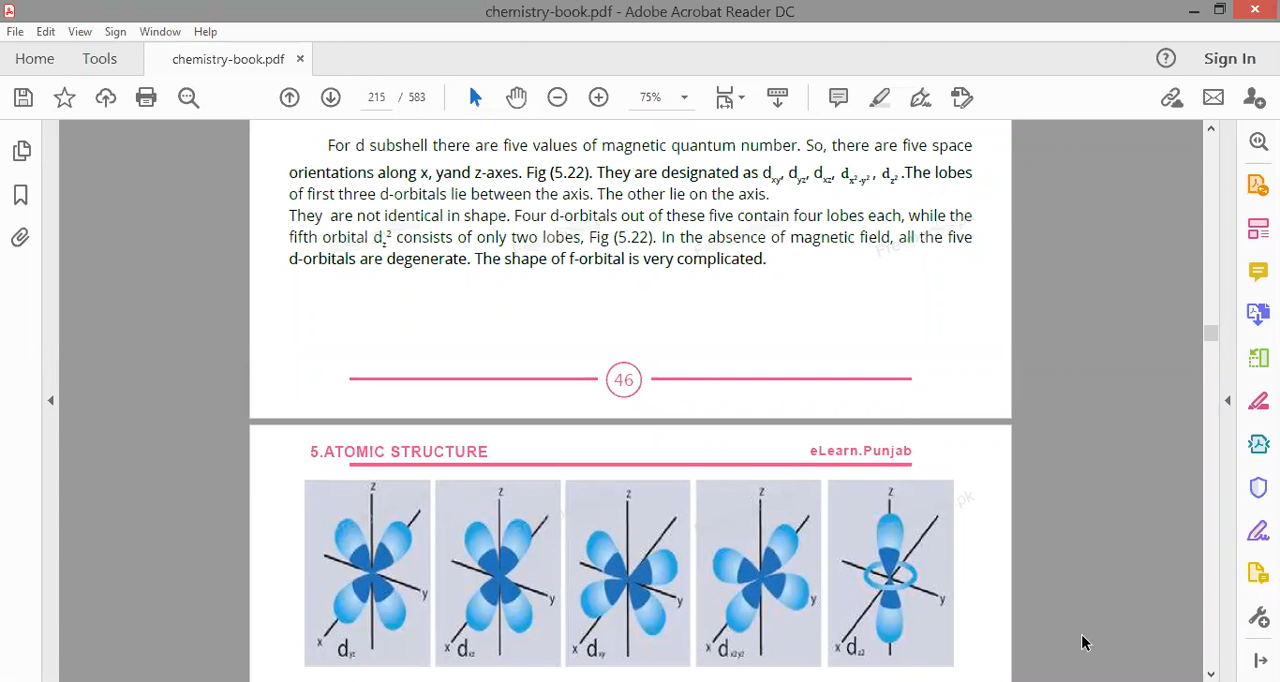 chemistry-book.pdf - Adobe Acrobat Reader DC
File Edit View Sign Window Help
Home Tools chemistry-book.pdf × Sign In
215 / 583 75%
For d subshell there are five values of magnetic quantum number. So, there are five space
orientations along x, yand z-axes. Fig (5.22). They are designated as dxy, dyz, dxz, dx²-y², dz² .The lobes
of first three d-orbitals lie between the axis. The other lie on the axis.
They are not identical in shape. Four d-orbitals out of these five contain four lobes each, while the
fifth orbital dz² consists of only two lobes, Fig (5.22). In the absence of magnetic field, all the five
d-orbitals are degenerate. The shape of f-orbital is very complicated.
46
5.ATOMIC STRUCTURE eLearn.Punjab
z z z z z
y y y y y
x dyz x dxz x dxy x dx2y2 x dz2